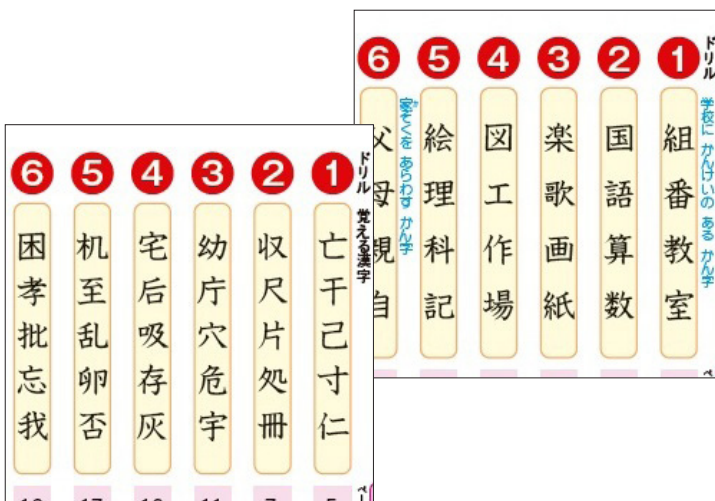 ドリル
学校に かんけいの ある かん字
1
組番教室
2
国語算数
3
楽歌画紙
4
図工作場
5
絵理科記
家ぞくを あらわす かん字
6
父母親自
ドリル 覚える漢字
1
亡干己寸仁
2
収尺片処冊
3
幼庁穴危宇
4
宅后吸存灰
5
机至乱卵否
6
困孝批忘我